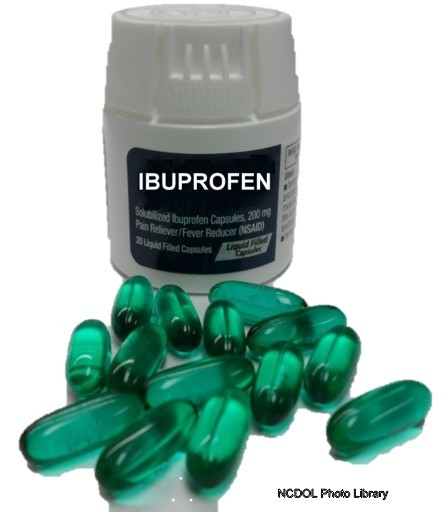 IBUPROFEN
Solubilized Ibuprofen Capsules, 200 mg
Pain Reliever/Fever Reducer (NSAID)
20 Liquid Filled Capsules
Liquid Filled
Capsules
NCDOL Photo Library